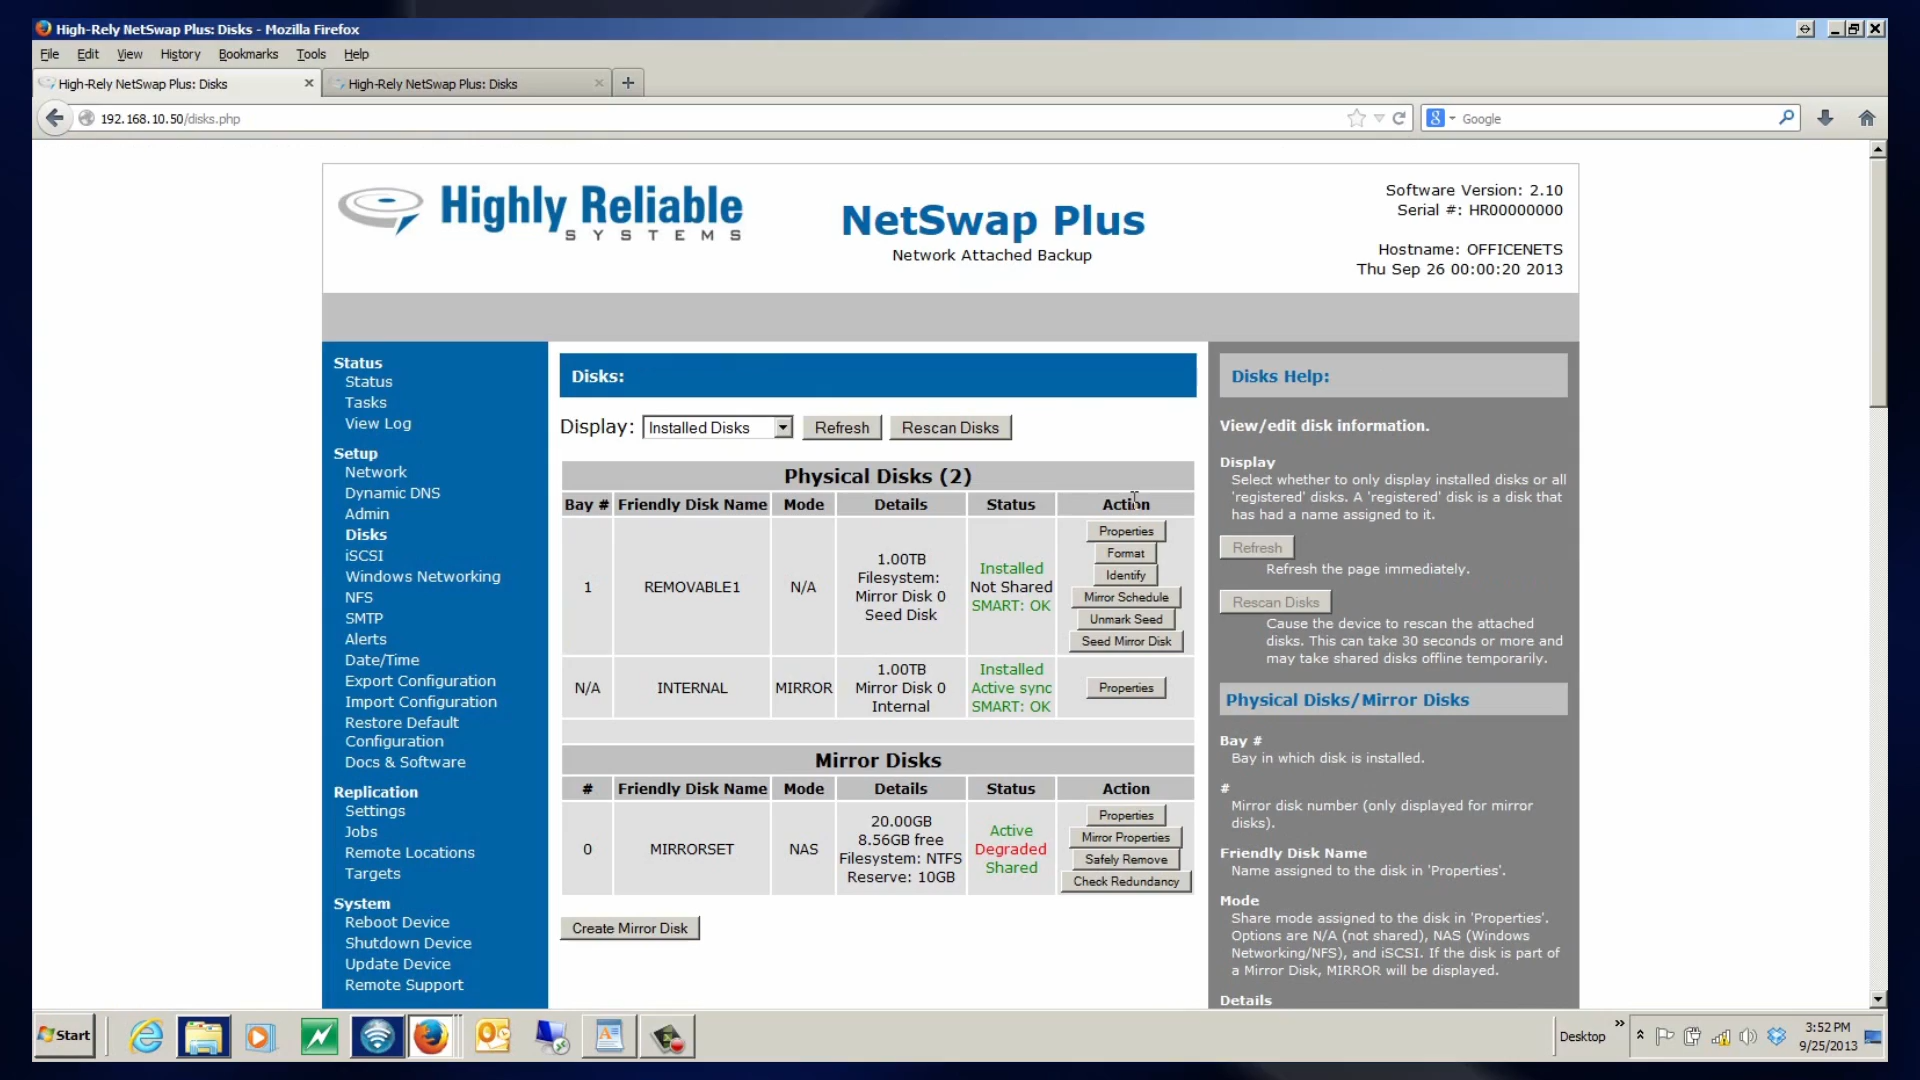 High-Rely NetSwap Plus: Disks - Mozilla Firefox
File Edit View History Bookmarks Tools Help
High-Rely NetSwap Plus: Disks
High-Rely NetSwap Plus: Disks
192.168.10.50/disks.php
Google
Highly Reliable
SYSTEMS
NetSwap Plus
Network Attached Backup
Software Version: 2.10
Serial #: HR00000000
Hostname: OFFICENETS
Thu Sep 26 00:00:20 2013
Status
Status
Tasks
View Log
Setup
Network
Dynamic DNS
Admin
Disks
iSCSI
Windows Networking
NFS
SMTP
Alerts
Date/Time
Export Configuration
Import Configuration
Restore Default
Configuration
Docs & Software
Replication
Settings
Jobs
Remote Locations
Targets
System
Reboot Device
Shutdown Device
Update Device
Remote Support
Disks:
Display: Installed Disks Refresh Rescan Disks
Physical Disks (2)
Bay # Friendly Disk Name Mode Details Status Action
1 REMOVABLE1 N/A
1.00TB
Filesystem:
Mirror Disk 0
Seed Disk
Installed
Not Shared
SMART: OK
Properties
Format
Identify
Mirror Schedule
Unmark Seed
Seed Mirror Disk
N/A INTERNAL MIRROR
1.00TB
Mirror Disk 0
Internal
Installed
Active sync
SMART: OK
Properties
Mirror Disks
# Friendly Disk Name Mode Details Status Action
0 MIRRORSET NAS
20.00GB
8.56GB free
Filesystem: NTFS
Reserve: 10GB
Active
Degraded
Shared
Properties
Mirror Properties
Safely Remove
Check Redundancy
Create Mirror Disk
Disks Help:
View/edit disk information.
Display
Select whether to only display installed disks or all
'registered' disks. A 'registered' disk is a disk that
has had a name assigned to it.
Refresh
Refresh the page immediately.
Rescan Disks
Cause the device to rescan the attached
disks. This can take 30 seconds or more and
may take shared disks offline temporarily.
Physical Disks/Mirror Disks
Bay #
Bay in which disk is installed.
#
Mirror disk number (only displayed for mirror
disks).
Friendly Disk Name
Name assigned to the disk in 'Properties'.
Mode
Share mode assigned to the disk in 'Properties'.
Options are N/A (not shared), NAS (Windows
Networking/NFS), and iSCSI. If the disk is part of
a Mirror Disk, MIRROR will be displayed.
Details
Start
Desktop
3:52 PM
9/25/2013